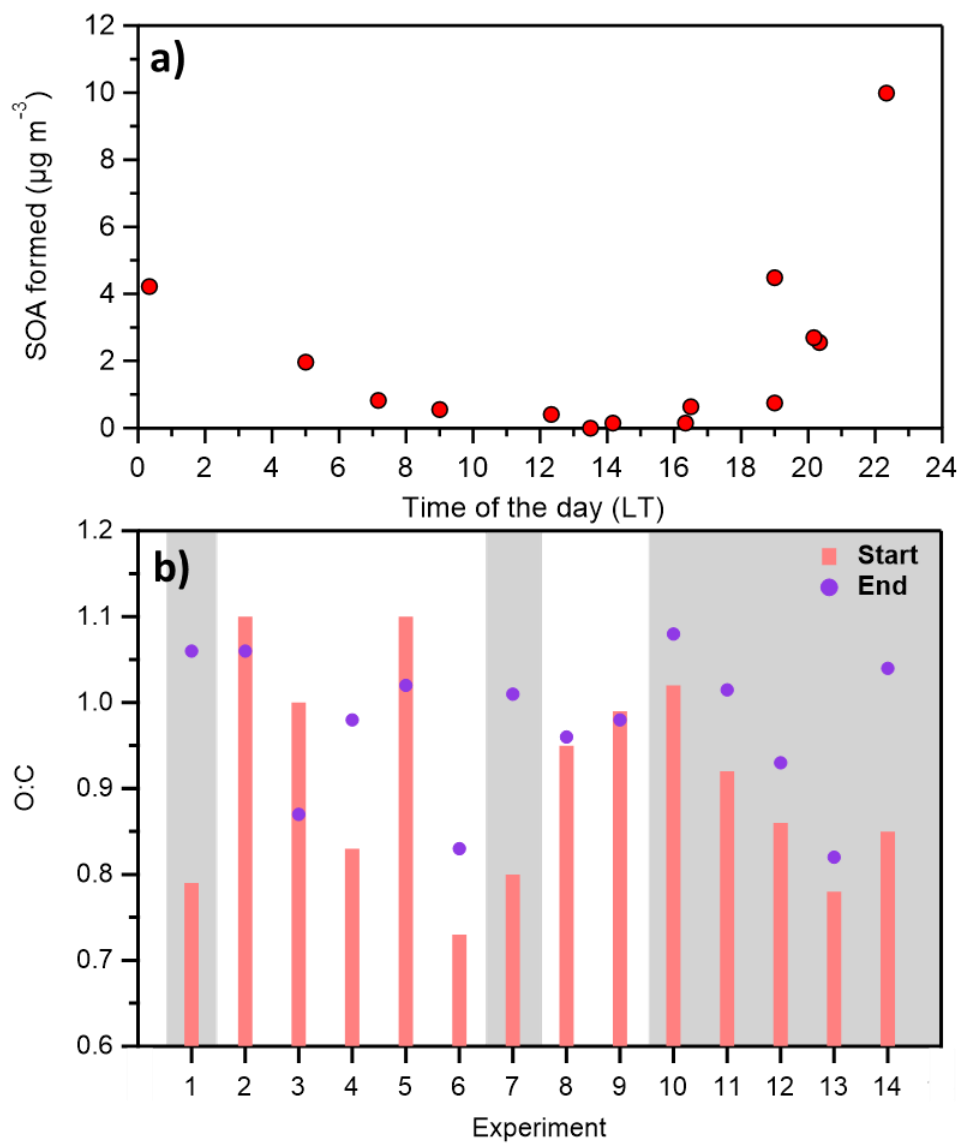 a)
12
10
8
6
4
2
0
SOA formed (µg m⁻³)
0 2 4 6 8 10 12 14 16 18 20 22 24
Time of the day (LT)
b)
Start
End
1.2
1.1
1.0
0.9
0.8
0.7
0.6
O:C
1 2 3 4 5 6 7 8 9 10 11 12 13 14
Experiment